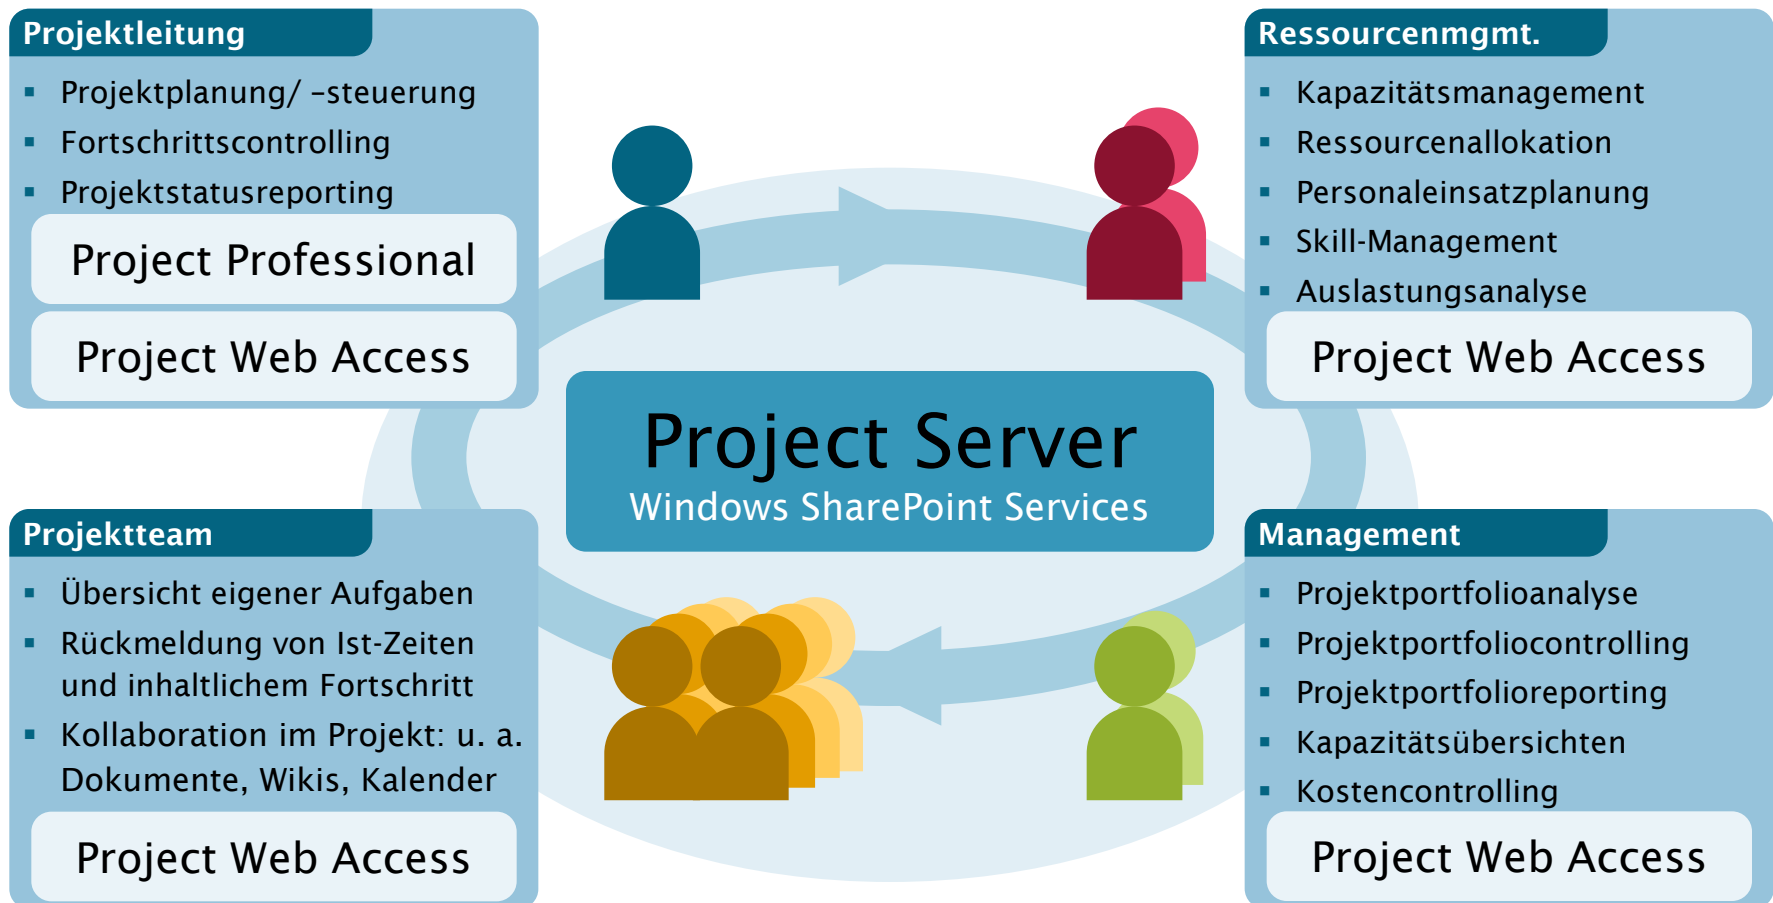 Projektleitung
▪ Projektplanung/ –steuerung
▪ Fortschrittscontrolling
▪ Projektstatusreporting
Project Professional
Project Web Access
Ressourcenmgmt.
▪ Kapazitätsmanagement
▪ Ressourcenallokation
▪ Personaleinsatzplanung
▪ Skill-Management
▪ Auslastungsanalyse
Project Web Access
Project Server
Windows SharePoint Services
Projektteam
▪ Übersicht eigener Aufgaben
▪ Rückmeldung von Ist-Zeiten
und inhaltlichem Fortschritt
▪ Kollaboration im Projekt: u. a.
Dokumente, Wikis, Kalender
Project Web Access
Management
▪ Projektportfolioanalyse
▪ Projektportfoliocontrolling
▪ Projektportfolioreporting
▪ Kapazitätsübersichten
▪ Kostencontrolling
Project Web Access